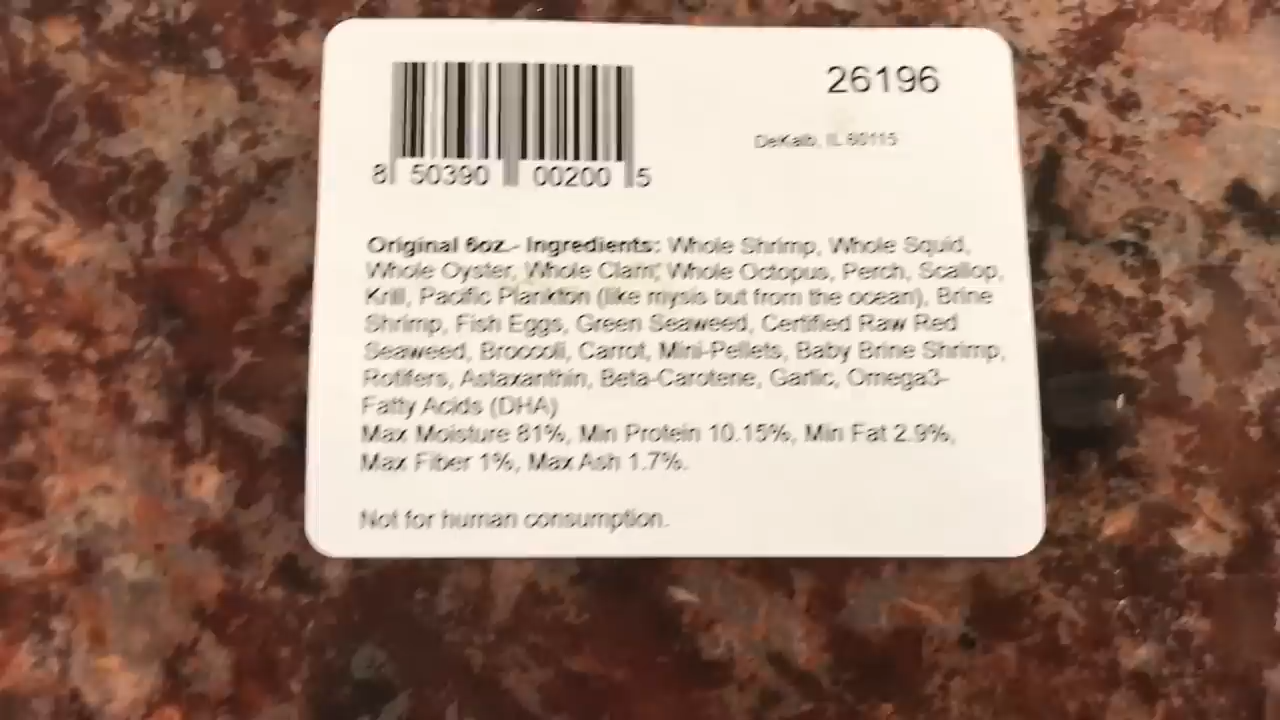 26196
DeKalb, IL 60115
8 50390 00200 5
Original 6oz.- Ingredients: Whole Shrimp, Whole Squid,
Whole Oyster, Whole Clam, Whole Octopus, Perch, Scallop,
Krill, Pacific Plankton (like mysis but from the ocean), Brine
Shrimp, Fish Eggs, Green Seaweed, Certified Raw Red
Seaweed, Broccoli, Carrot, Mini-Pellets, Baby Brine Shrimp,
Rotifers, Astaxanthin, Beta-Carotene, Garlic, Omega3-
Fatty Acids (DHA)
Max Moisture 81%, Min Protein 10.15%, Min Fat 2.9%,
Max Fiber 1%, Max Ash 1.7%.
Not for human consumption.